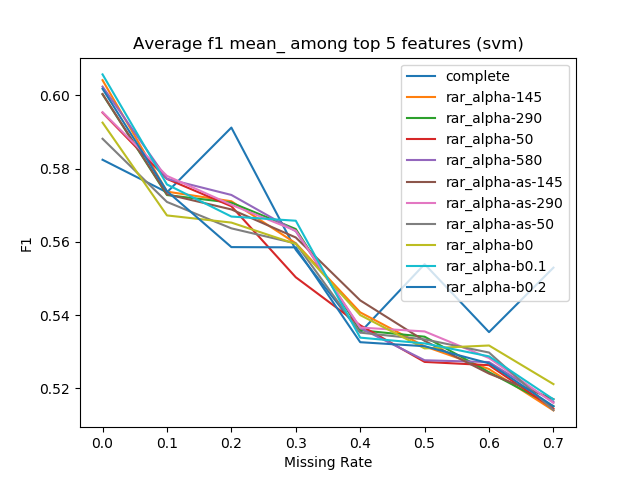 Average f1 mean_ among top 5 features (svm)
F1
0.60
0.58
0.56
0.54
0.52
complete
rar_alpha-145
rar_alpha-290
rar_alpha-50
rar_alpha-580
rar_alpha-as-145
rar_alpha-as-290
rar_alpha-as-50
rar_alpha-b0
rar_alpha-b0.1
rar_alpha-b0.2
0.0 0.1 0.2 0.3 0.4 0.5 0.6 0.7
Missing Rate